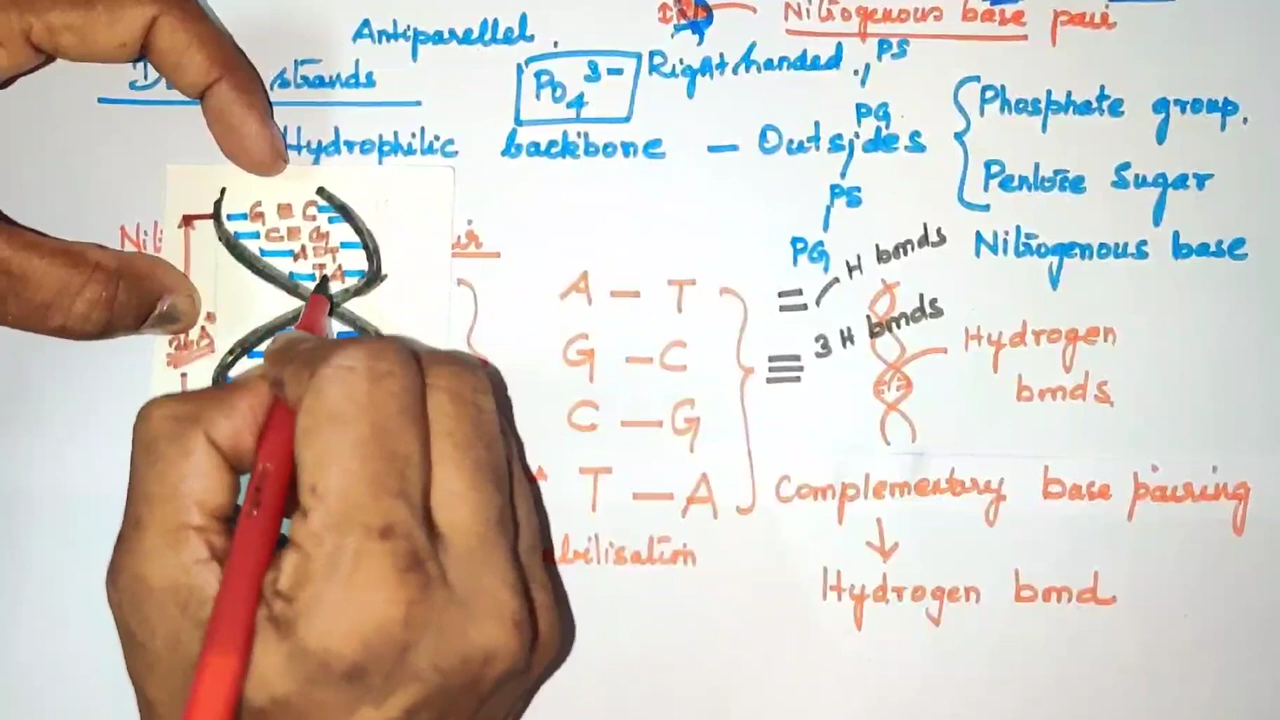 Nitrogenous base pair
Antiparellel.
strands
PO4 3-
Right handed.
PS
PG
Hydrophilic backbone - Outsides
Phosphate group.
Pentose Sugar
PS
PG
Nitrogenous base
G ≡ C
C ≡ G
A = T
T A
34 A°
A — T
G — C
C — G
T — A
= H bonds
≡ 3 H bonds
Hydrogen
bonds
Complementary base pairing
↓
Hydrogen bond